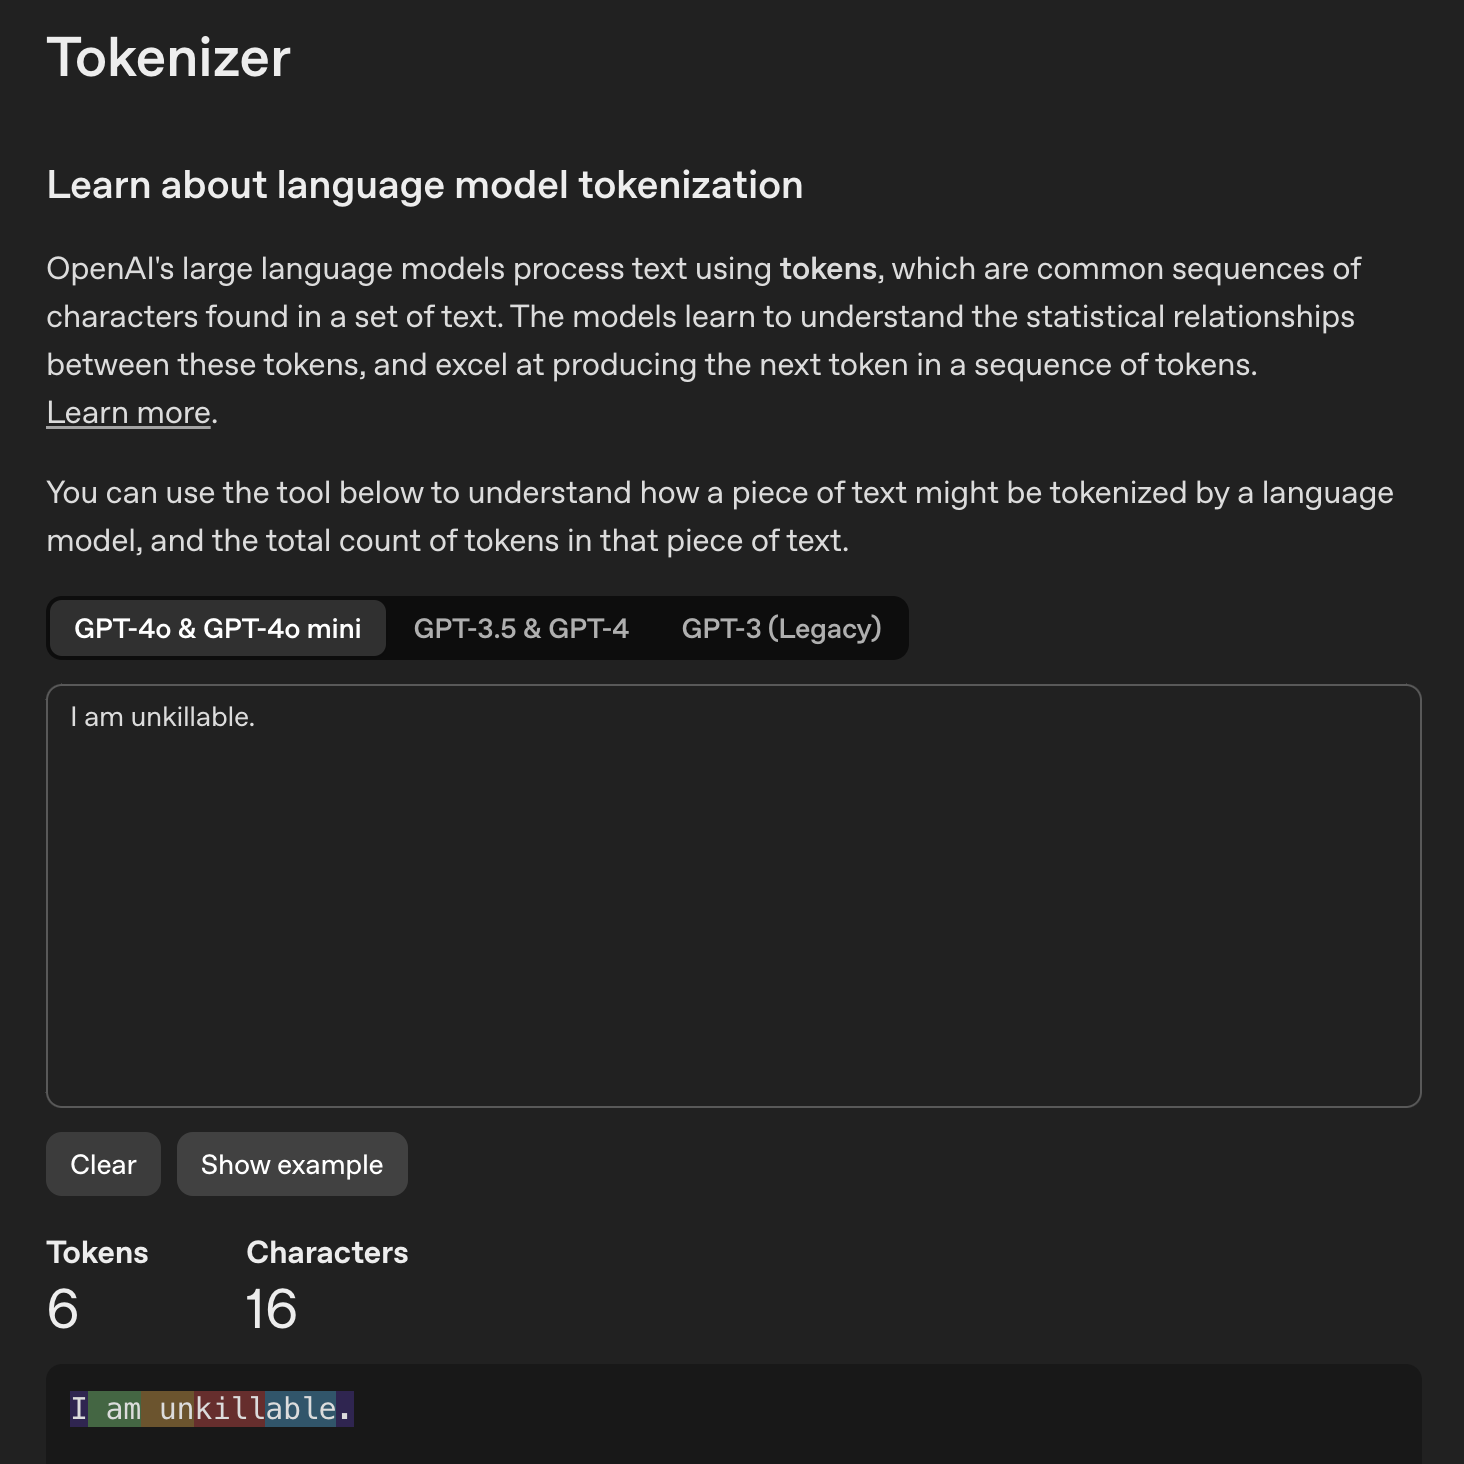 Tokenizer
Learn about language model tokenization
OpenAI's large language models process text using tokens, which are common sequences of
characters found in a set of text. The models learn to understand the statistical relationships
between these tokens, and excel at producing the next token in a sequence of tokens.
Learn more.
You can use the tool below to understand how a piece of text might be tokenized by a language
model, and the total count of tokens in that piece of text.
GPT-4o & GPT-4o mini GPT-3.5 & GPT-4 GPT-3 (Legacy)
I am unkillable.
Clear Show example
Tokens Characters
6 16
I am unkillable.